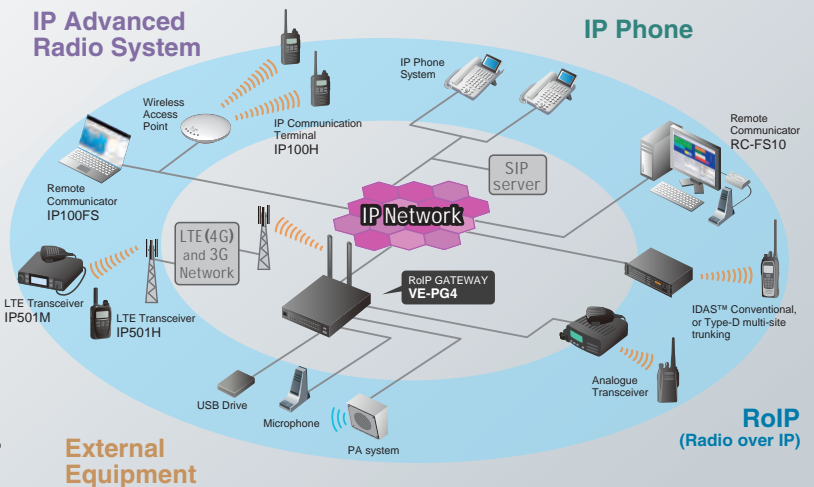 IP Advanced
Radio System
IP Phone
Wireless
Access
Point
IP Communication
Terminal
IP100H
IP Phone
System
Remote
Communicator
RC-FS10
Remote
Communicator
IP100FS
SIP
server
IP Network
LTE(4G)
and 3G
Network
LTE Transceiver
IP501M
LTE Transceiver
IP501H
RoIP GATEWAY
VE-PG4
IDAS™ Conventional,
or Type-D multi-site
trunking
Analogue
Transceiver
USB Drive
Microphone
PA system
RoIP
(Radio over IP)
External
Equipment